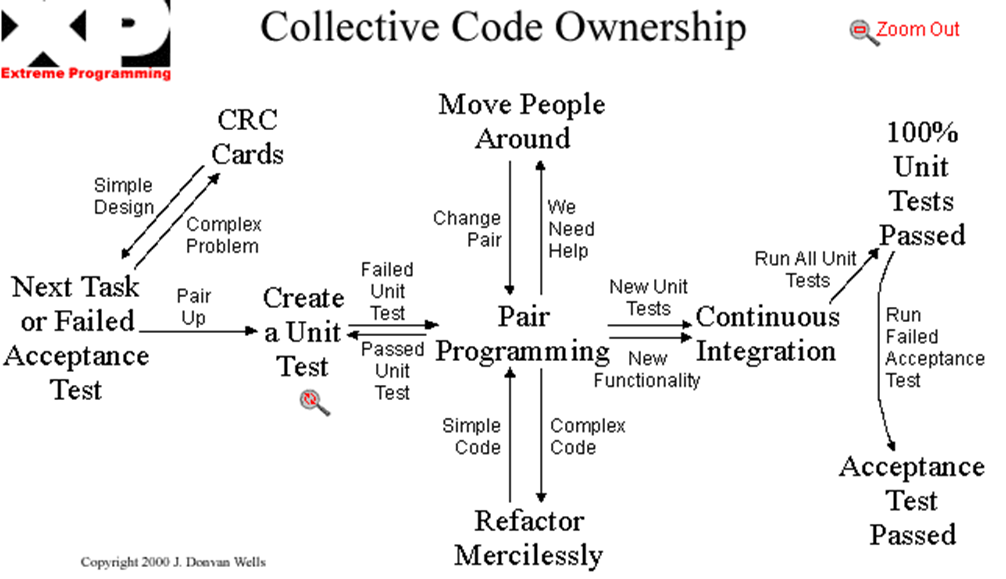 XP
Extreme Programming
Collective Code Ownership
Zoom Out
CRC
Cards
Simple
Design
Complex
Problem
Next Task
or Failed
Acceptance
Test
Pair
Up
Create
a Unit
Test
Failed
Unit
Test
Passed
Unit
Test
Move People
Around
Change
Pair
We
Need
Help
Pair
Programming
Simple
Code
Complex
Code
Refactor
Mercilessly
New Unit
Tests
New
Functionality
Continuous
Integration
Run All Unit
Tests
100%
Unit
Tests
Passed
Run
Failed
Acceptance
Test
Acceptance
Test
Passed
Copyright 2000 J. Donvan Wells